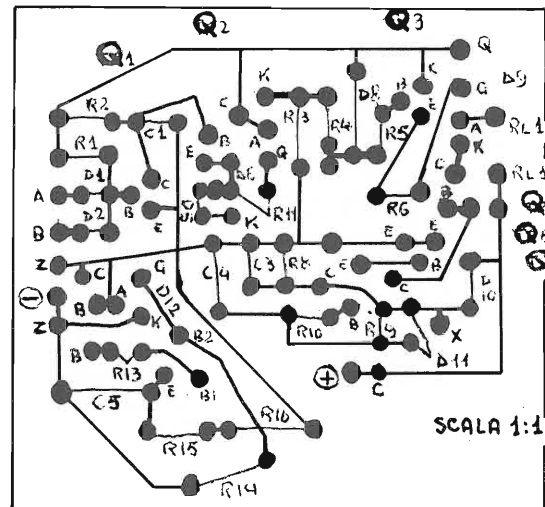 Q1 Q2 Q3
K Q
R2 C1 C K R3 D8 B K G D9
R4 R5 E A RL1
R1 B A K
D1 E D6 Q C RL1
A D2 B C R11 R6 B
B E K
Z C G C4 C3 R8 E E
C E B D10
⊖ B A D12 C
Z K B2 R10 B R9 X
B R13 D11
E B1 ⊕ C
C5
R16 SCALA 1:1
R15
R14